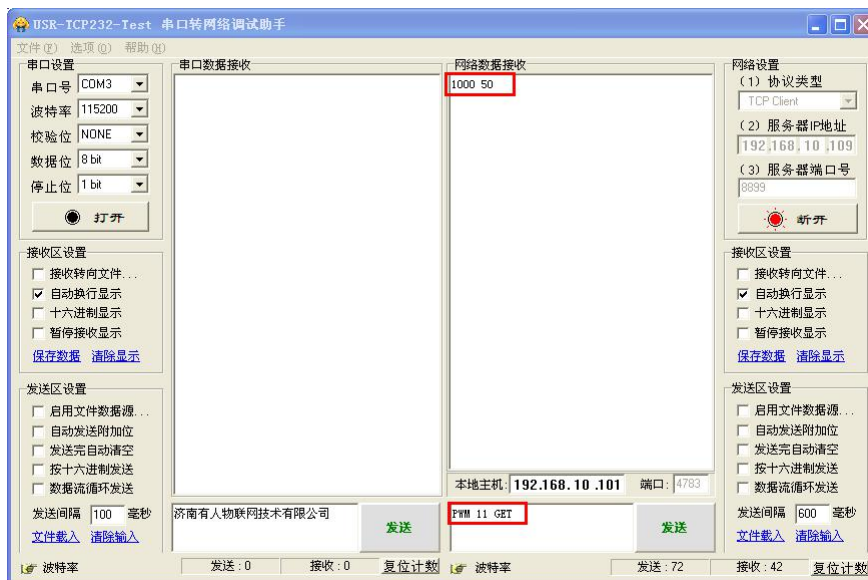 USR-TCP232-Test 串口转网络调试助手
文件(F) 选项(O) 帮助(H)
串口设置
串口号 COM3
波特率 115200
校验位 NONE
数据位 8 bit
停止位 1 bit
打开
接收区设置
接收转向文件...
自动换行显示
十六进制显示
暂停接收显示
保存数据 清除显示
发送区设置
启用文件数据源...
自动发送附加位
发送完自动清空
按十六进制发送
数据流循环发送
发送间隔 100 毫秒
文件载入 清除输入
串口数据接收
济南有人物联网技术有限公司
发送
波特率 发送:0 接收:0 复位计数
网络数据接收
1000 50
本地主机: 192.168.10.101 端口: 4783
PWM 11 GET
发送
波特率 发送:72 接收:42 复位计数
网络设置
(1) 协议类型
TCP Client
(2) 服务器IP地址
192.168.10.109
(3) 服务器端口号
8899
断开
接收区设置
接收转向文件...
自动换行显示
十六进制显示
暂停接收显示
保存数据 清除显示
发送区设置
启用文件数据源...
自动发送附加位
发送完自动清空
按十六进制发送
数据流循环发送
发送间隔 600 毫秒
文件载入 清除输入